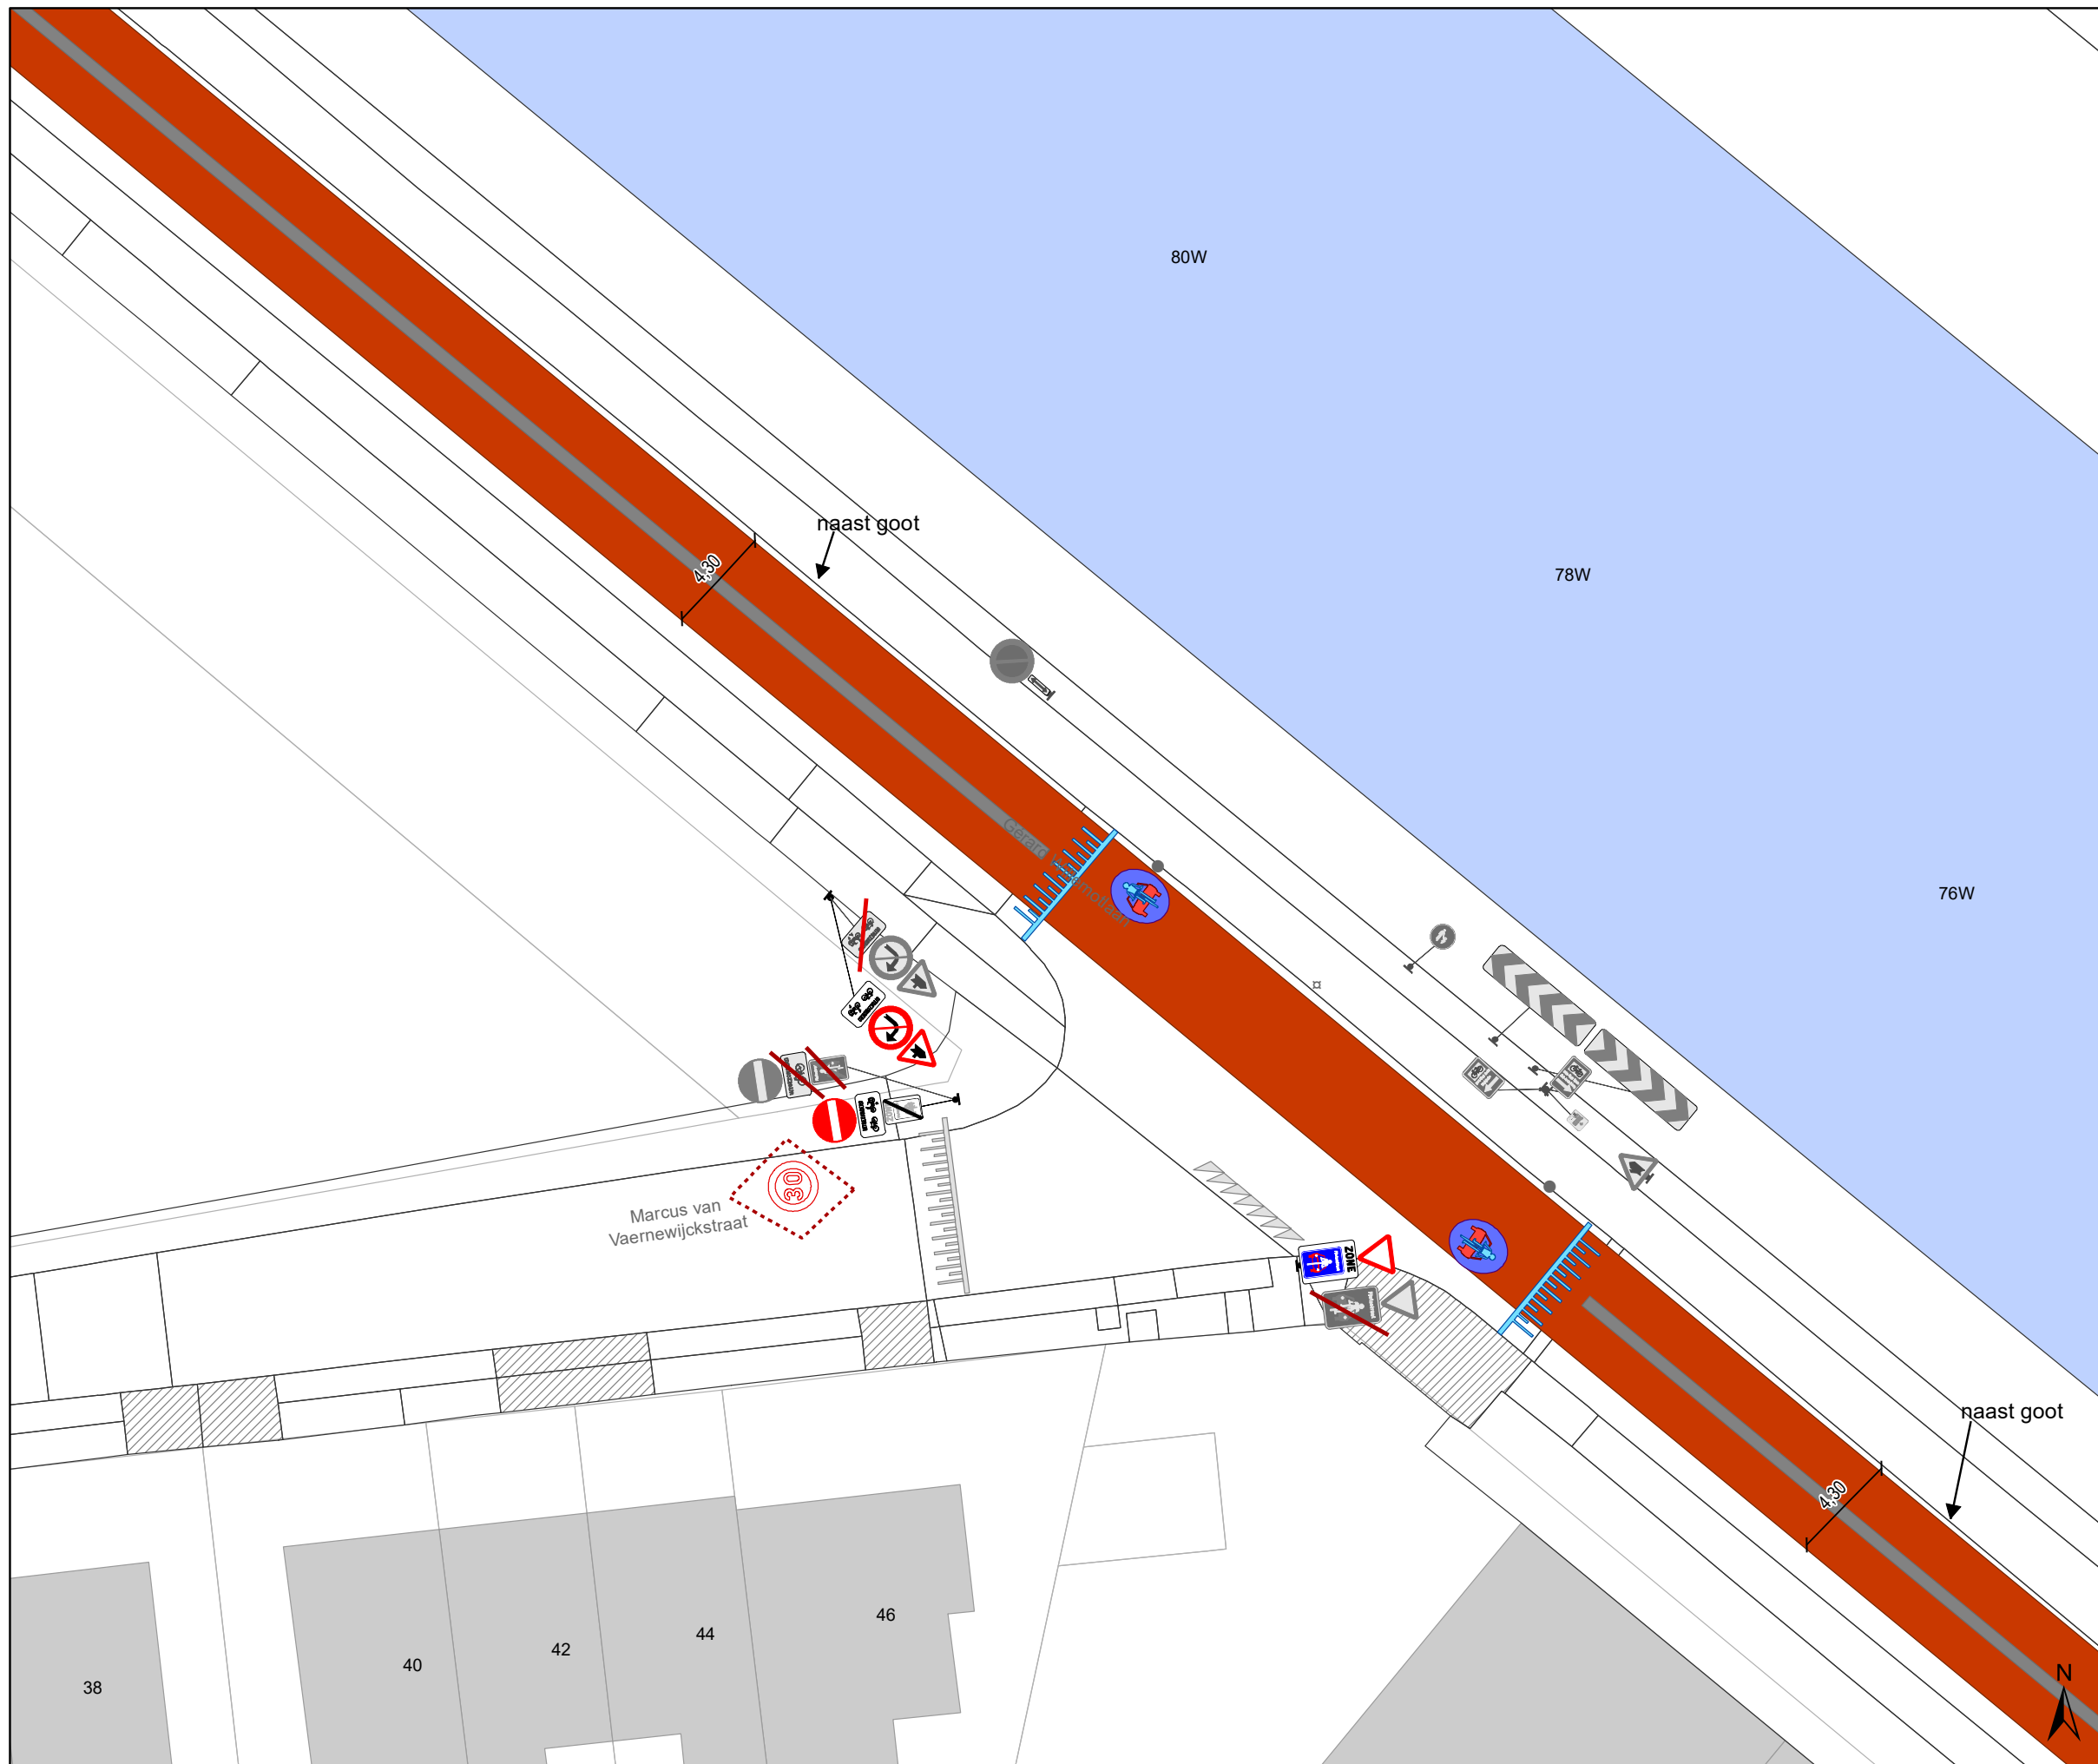 80W
naast goot
4,30
78W
76W
ZONE
30
Marcus van
Vaernewijckstraat
naast goot
4,30
46
44
42
40
38
N